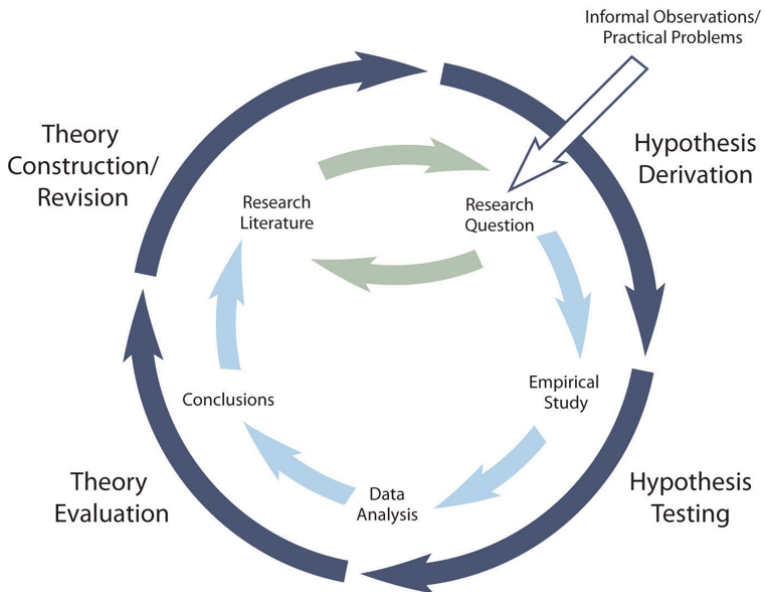 Informal Observations/
Practical Problems
Theory
Construction/
Revision
Hypothesis
Derivation
Research
Literature
Research
Question
Conclusions
Empirical
Study
Theory
Evaluation
Data
Analysis
Hypothesis
Testing